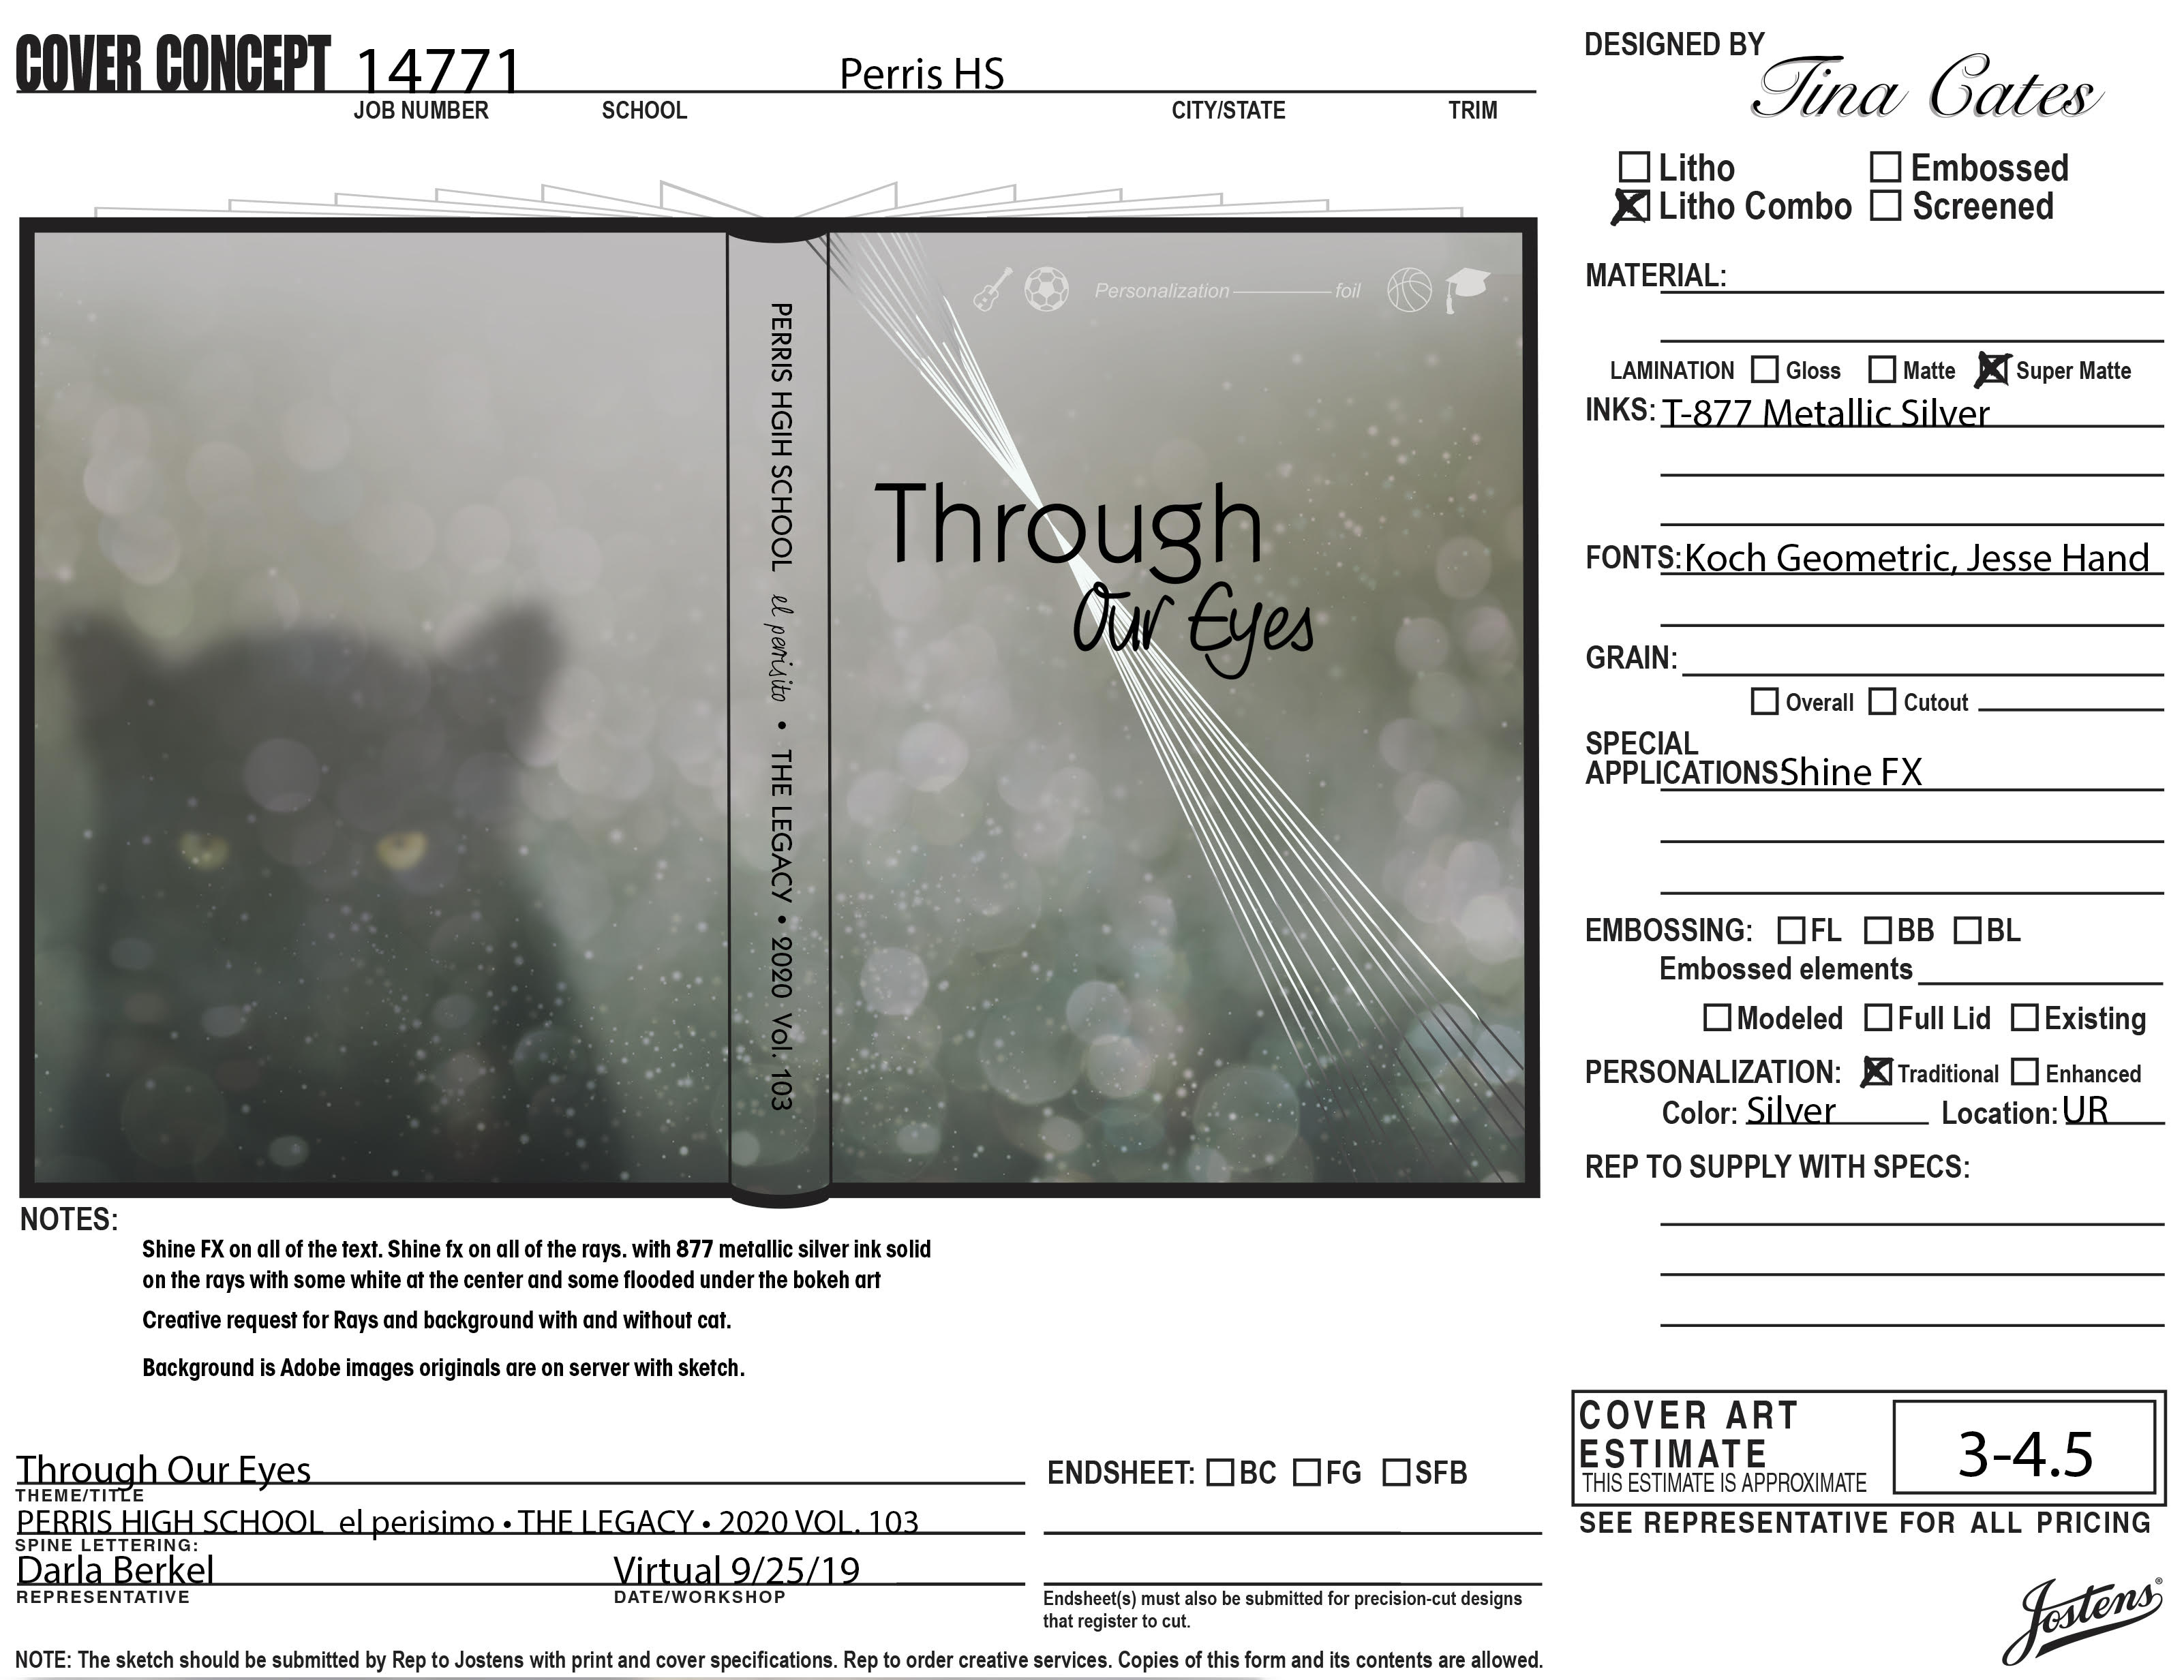 COVER CONCEPT 14771 Perris HS
JOB NUMBER SCHOOL CITY/STATE TRIM
DESIGNED BY Tina Cates
Litho Embossed
Litho Combo Screened
MATERIAL:
LAMINATION Gloss Matte Super Matte
INKS: T-877 Metallic Silver
FONTS: Koch Geometric, Jesse Hand
GRAIN:
Overall Cutout
SPECIAL
APPLICATIONS Shine FX
EMBOSSING: FL BB BL
Embossed elements
Modeled Full Lid Existing
PERSONALIZATION: Traditional Enhanced
Color: Silver Location: UR
REP TO SUPPLY WITH SPECS:
Personalization foil
PERRIS HGIH SCHOOL el perrisito • THE LEGACY • 2020 Vol. 103
Through
Our Eyes
NOTES:
Shine FX on all of the text. Shine fx on all of the rays. with 877 metallic silver ink solid
on the rays with some white at the center and some flooded under the bokeh art
Creative request for Rays and background with and without cat.
Background is Adobe images originals are on server with sketch.
Through Our Eyes
THEME/TITLE
PERRIS HIGH SCHOOL el perisimo • THE LEGACY • 2020 VOL. 103
SPINE LETTERING:
Darla Berkel Virtual 9/25/19
REPRESENTATIVE DATE/WORKSHOP
ENDSHEET: BC FG SFB
Endsheet(s) must also be submitted for precision-cut designs
that register to cut.
COVER ART
ESTIMATE
THIS ESTIMATE IS APPROXIMATE
3-4.5
SEE REPRESENTATIVE FOR ALL PRICING
Jostens®
NOTE: The sketch should be submitted by Rep to Jostens with print and cover specifications. Rep to order creative services. Copies of this form and its contents are allowed.